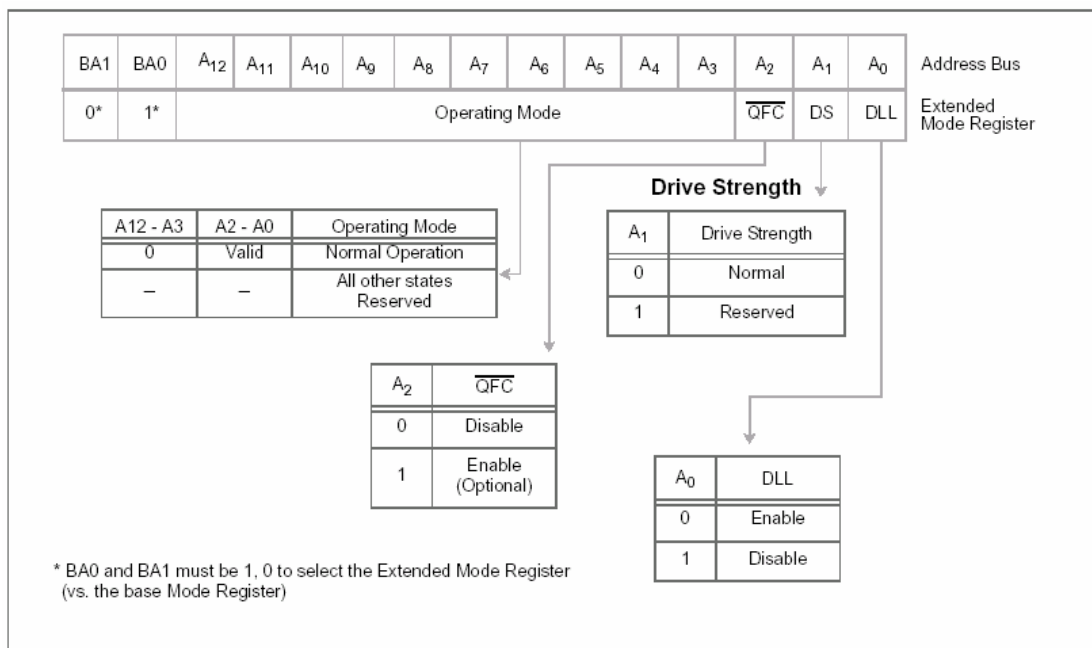 BA1 BA0 A12 A11 A10 A9 A8 A7 A6 A5 A4 A3 A2 A1 A0 Address Bus
0* 1* Operating Mode Q̅F̅C̅ DS DLL Extended
Mode Register
Drive Strength
A12 - A3 A2 - A0 Operating Mode
0 Valid Normal Operation
– – All other states
Reserved
A1 Drive Strength
0 Normal
1 Reserved
A2 Q̅F̅C̅
0 Disable
1 Enable
(Optional)
A0 DLL
0 Enable
1 Disable
* BA0 and BA1 must be 1, 0 to select the Extended Mode Register
(vs. the base Mode Register)